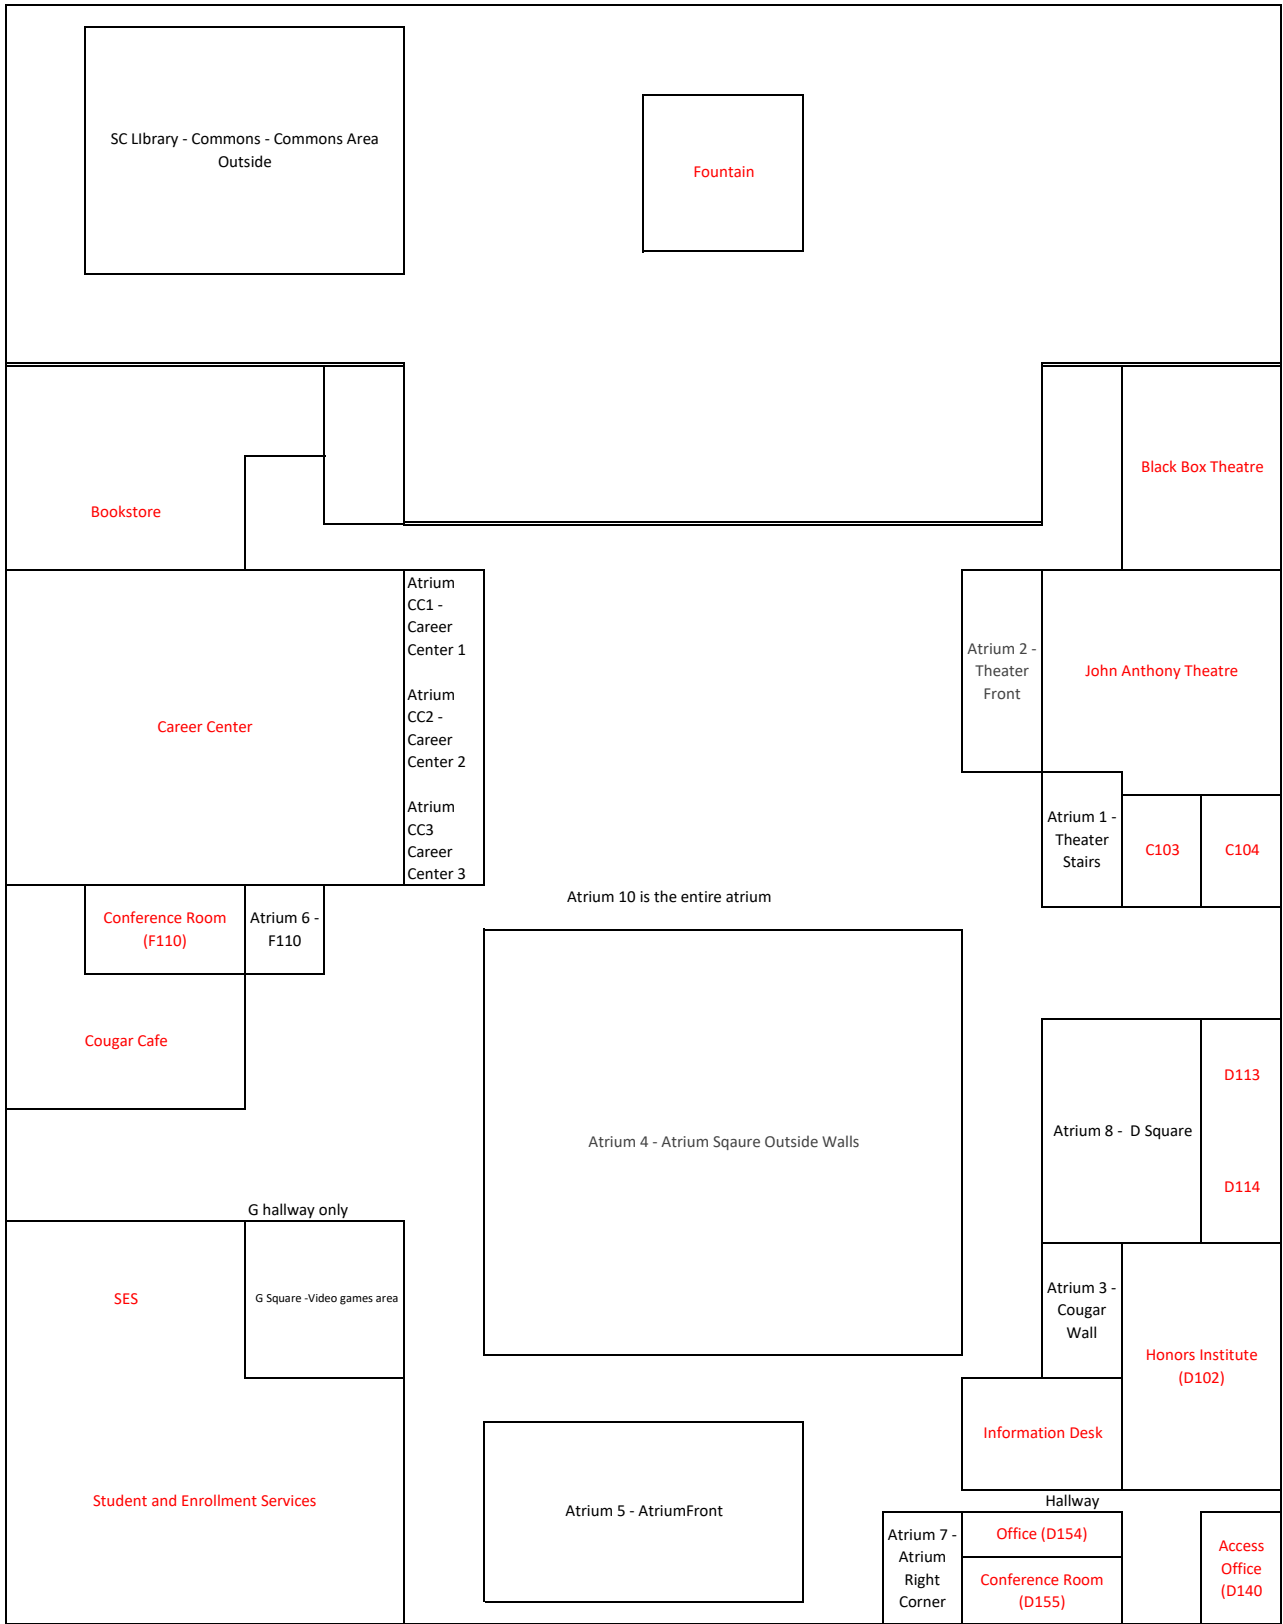 SC LIbrary - Commons - Commons Area
Outside
Fountain
Black Box Theatre
Bookstore
Atrium
CC1 -
Career
Center 1
Atrium
CC2 -
Career
Center 2
Atrium
CC3
Career
Center 3
Atrium 2 -
Theater
Front
John Anthony Theatre
Career Center
Atrium 1 -
Theater
Stairs
C103
C104
Atrium 10 is the entire atrium
Conference Room
(F110)
Atrium 6 -
F110
Cougar Cafe
D113
Atrium 4 - Atrium Sqaure Outside Walls
Atrium 8 -  D Square
D114
G hallway only
SES
G Square -Video games area
Atrium 3 -
Cougar
Wall
Honors Institute
(D102)
Information Desk
Student and Enrollment Services
Atrium 5 - AtriumFront
Hallway
Atrium 7 -
Atrium
Right
Corner
Office (D154)
Conference Room
(D155)
Access
Office
(D140